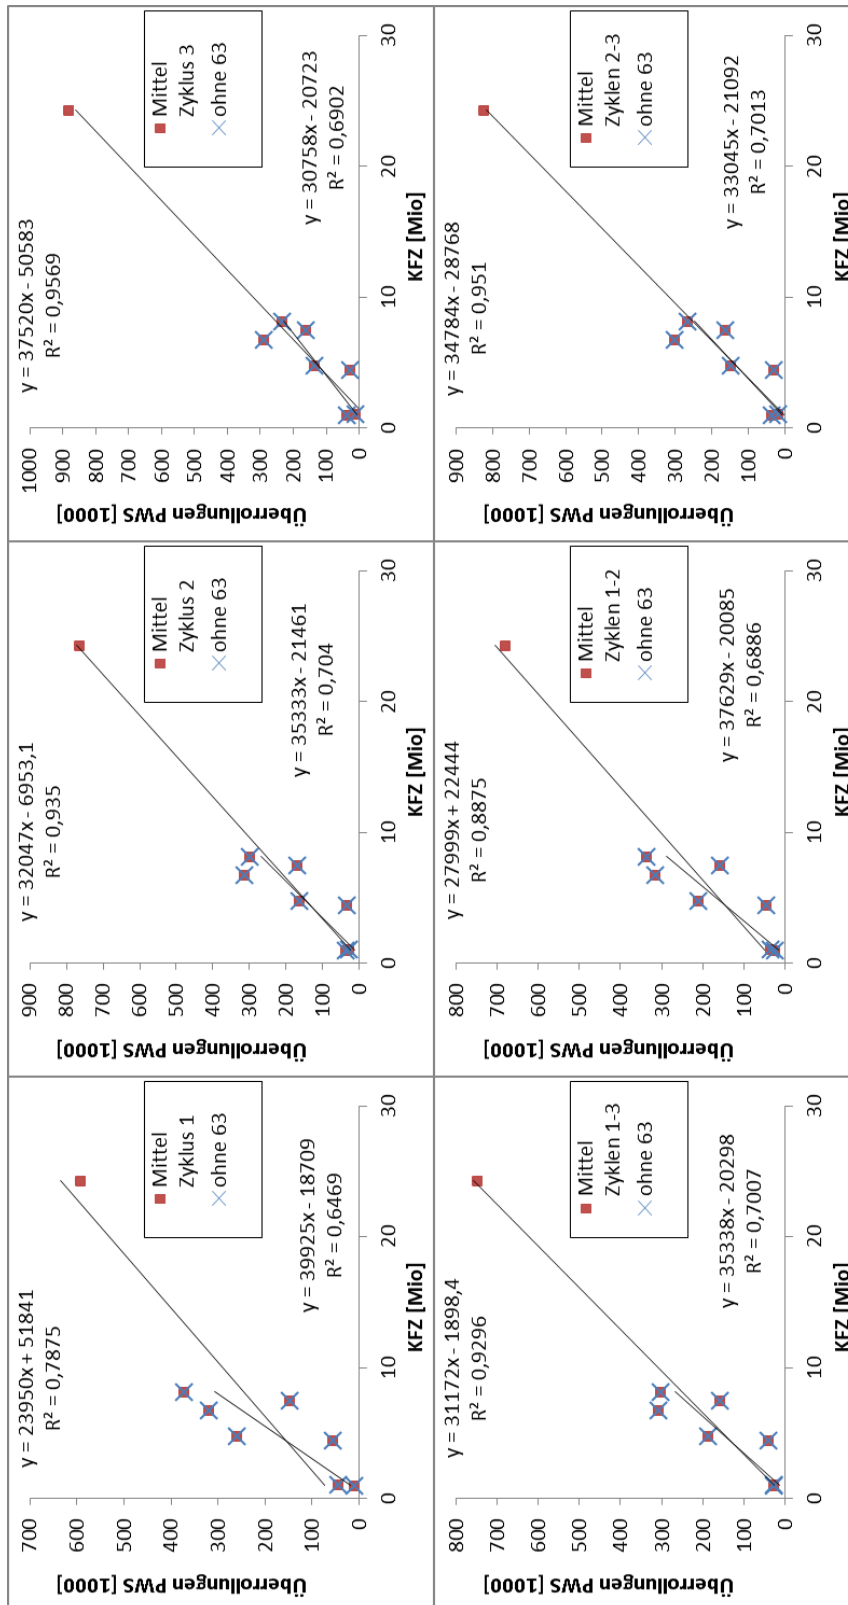 y = 23950x + 51841
R² = 0,7875
700
600
500
400
300
200
100
0
Überrollungen PWS [1000]
Mittel
Zyklus 1
ohne 63
y = 39925x - 18709
R² = 0,6469
0
10
20
30
KFZ [Mio]
y = 32047x - 6953,1
R² = 0,935
900
800
700
600
500
400
300
200
100
0
Überrollungen PWS [1000]
Mittel
Zyklus 2
ohne 63
y = 35333x - 21461
R² = 0,704
0
10
20
30
KFZ [Mio]
y = 37520x - 50583
R² = 0,9569
1000
900
800
700
600
500
400
300
200
100
0
Überrollungen PWS [1000]
Mittel
Zyklus 3
ohne 63
y = 30758x - 20723
R² = 0,6902
0
10
20
30
KFZ [Mio]
y = 31172x - 1898,4
R² = 0,9296
800
700
600
500
400
300
200
100
0
Überrollungen PWS [1000]
Mittel
Zyklen 1-3
ohne 63
y = 35338x - 20298
R² = 0,7007
0
10
20
30
KFZ [Mio]
y = 27999x + 22444
R² = 0,8875
800
700
600
500
400
300
200
100
0
Überrollungen PWS [1000]
Mittel
Zyklen 1-2
ohne 63
y = 37629x - 20085
R² = 0,6886
0
10
20
30
KFZ [Mio]
y = 34784x - 28768
R² = 0,951
900
800
700
600
500
400
300
200
100
0
Überrollungen PWS [1000]
Mittel
Zyklen 2-3
ohne 63
y = 33045x - 21092
R² = 0,7013
0
10
20
30
KFZ [Mio]